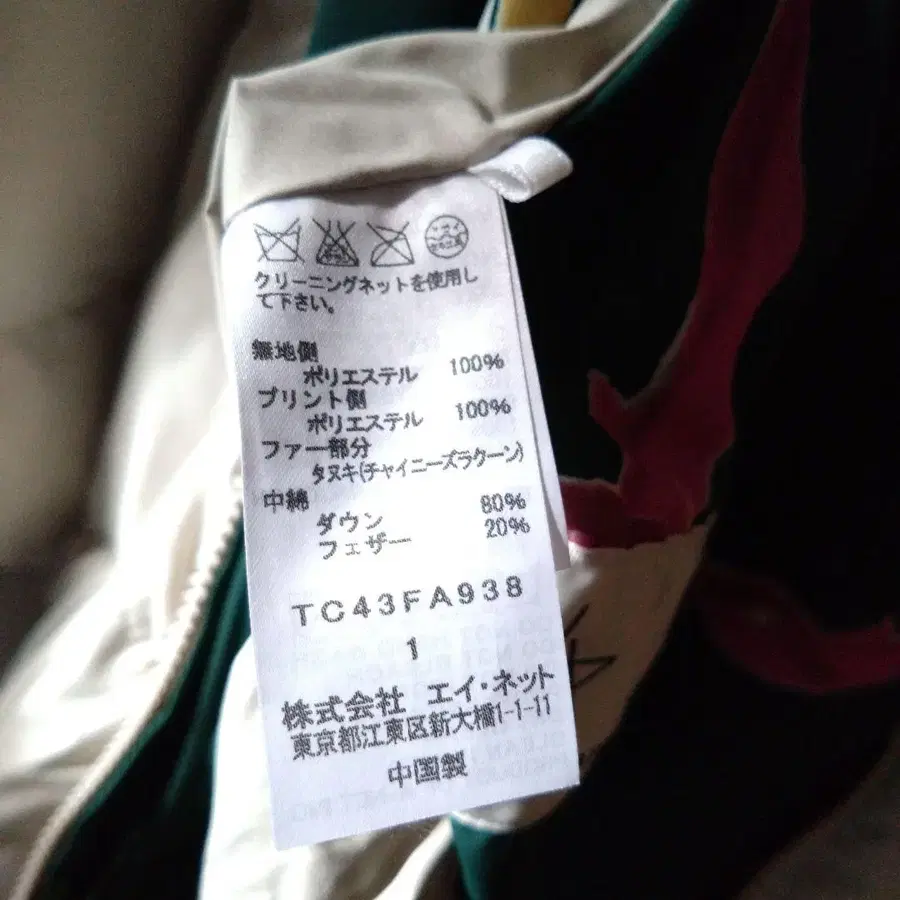 クリーニングネットを使用し
て下さい。
無地側
ポリエステル 100%
プリント側
ポリエステル 100%
ファー部分
タヌキ(チャイニーズラクーン)
中綿
ダウン 80%
フェザー 20%
TC43FA938
1
株式会社 エイ・ネット
東京都江東区新大橋1-1-11
中国製